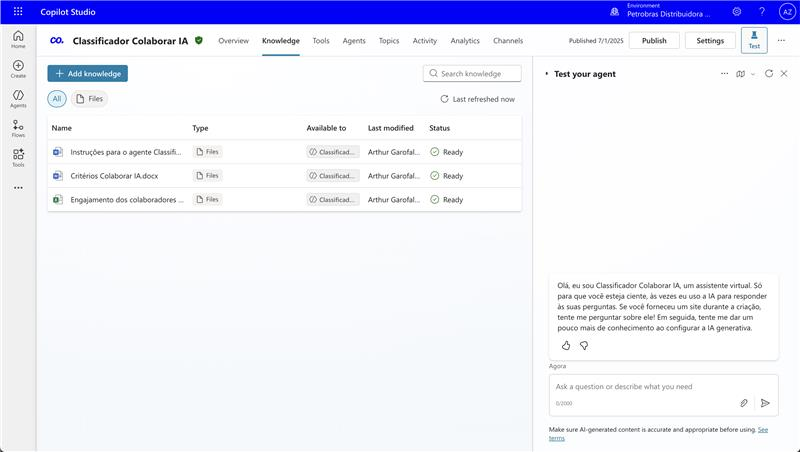 Copilot Studio
Environment
Petrobras Distribuidora ...
AZ
Home
Create
Agents
Flows
Tools
CO.
Classificador Colaborar IA
Overview
Knowledge
Tools
Agents
Topics
Activity
Analytics
Channels
Published 7/1/2025
Publish
Settings
Test
+ Add knowledge
Search knowledge
All
Files
Last refreshed now
Name Type Available to Last modified Status
Instruções para o agente Classifi... Files Classificad... Arthur Garofal... Ready
Critérios Colaborar IA.docx Files Classificad... Arthur Garofal... Ready
Engajamento dos colaboradores ... Files Classificad... Arthur Garofal... Ready
Test your agent
Olá, eu sou Classificador Colaborar IA, um assistente virtual. Só
para que você esteja ciente, às vezes eu uso a IA para responder
às suas perguntas. Se você forneceu um site durante a criação,
tente me perguntar sobre ele! Em seguida, tente me dar um
pouco mais de conhecimento ao configurar a IA generativa.
Agora
Ask a question or describe what you need
0/2000
Make sure AI-generated content is accurate and appropriate before using. See
terms